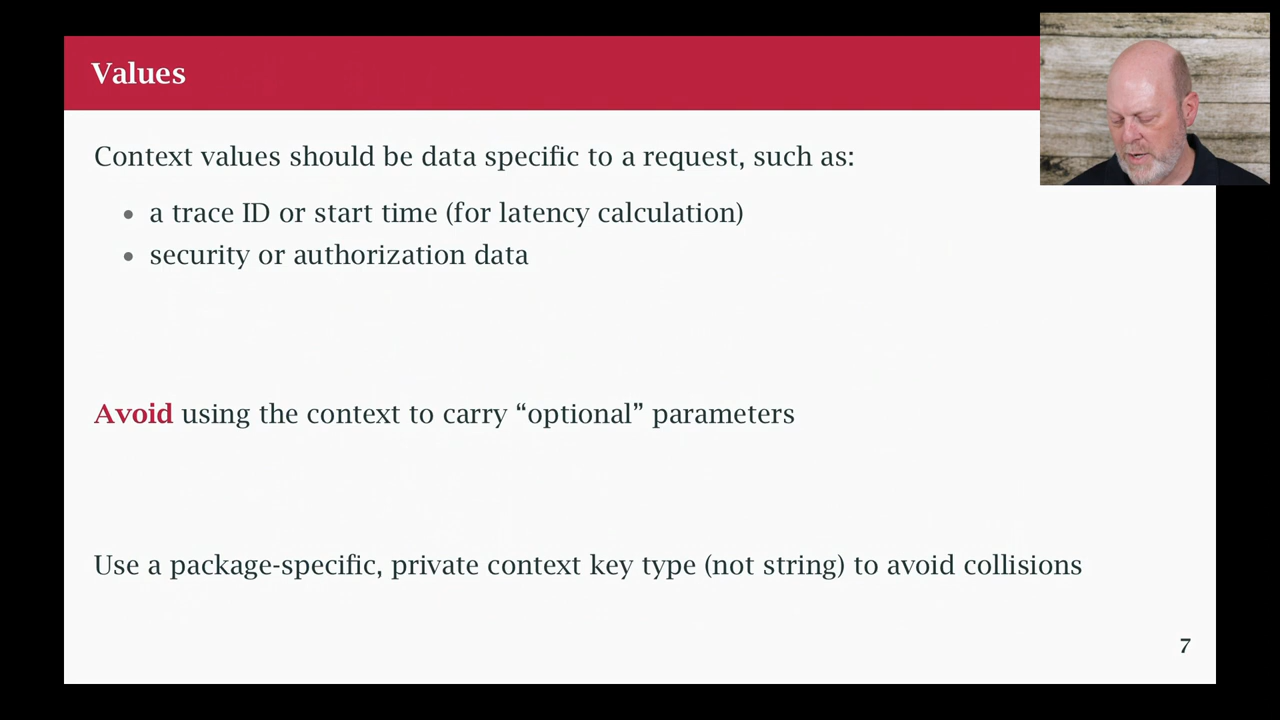 Values
Context values should be data specific to a request, such as:
• a trace ID or start time (for latency calculation)
• security or authorization data
Avoid using the context to carry “optional” parameters
Use a package-specific, private context key type (not string) to avoid collisions
7